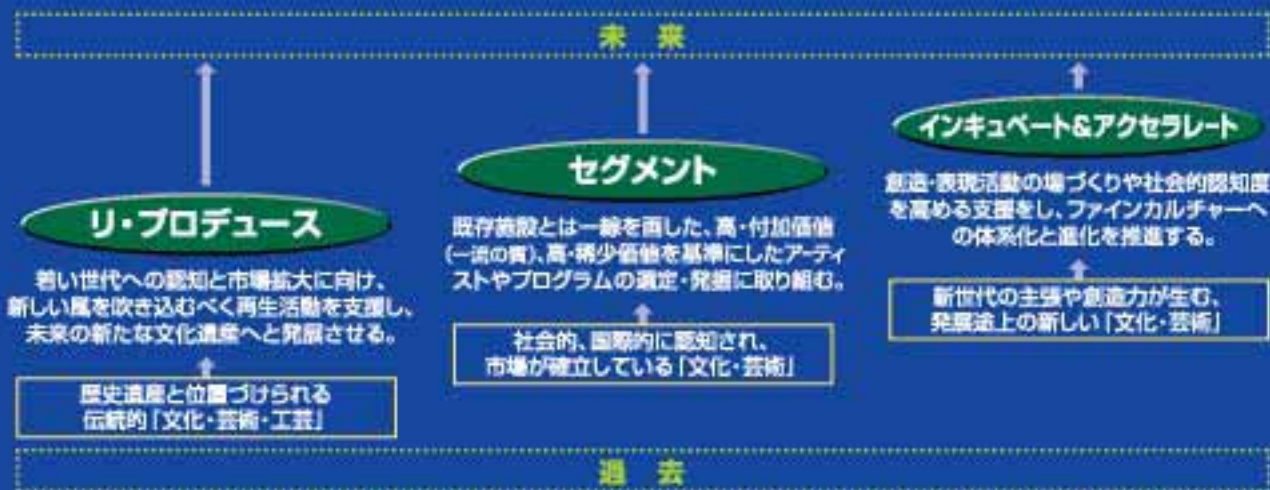 未来
リ・プロデュース
若い世代への認知と市場拡大に向け、
新しい風を吹き込むべく再生活動を支援し、
未来の新たな文化遺産へと発展させる。
歴史遺産と位置づけられる
伝統的「文化・芸術・工芸」
セグメント
既存施設とは一線を画した、高・付加価値
(一流の質)、高・稀少価値を基準にしたアーティ
ストやプログラムの選定・発掘に取り組む。
社会的、国際的に認知され、
市場が確立している「文化・芸術」
インキュベート&アクセラレート
創造・表現活動の場づくりや社会的認知度
を高める支援をし、ファインカルチャーへ
の体系化と進化を推進する。
新世代の主張や創造力が生む、
発展途上の新しい「文化・芸術」
過去